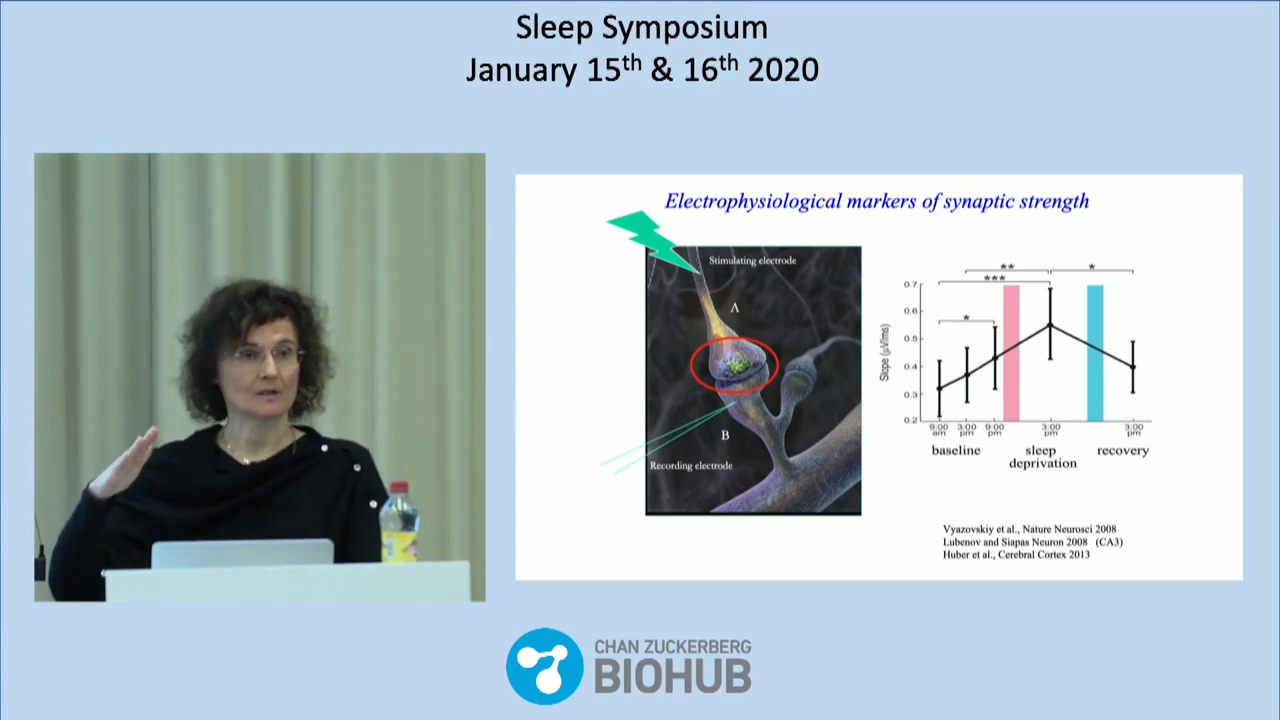 Sleep Symposium
January 15th & 16th 2020
Electrophysiological markers of synaptic strength
Stimulating electrode
A
B
Recording electrode
Slope (μV/ms)
0.7
0.6
0.5
0.4
0.3
0.2
**
*
***
*
9:00 am
3:00 pm
9:00 pm
3:00 pm
3:00 pm
baseline
sleep deprivation
recovery
Vyazovskiy et al., Nature Neurosci 2008
Lubenov and Siapas Neuron 2008 (CA3)
Huber et al., Cerebral Cortex 2013
CHAN ZUCKERBERG
BIOHUB